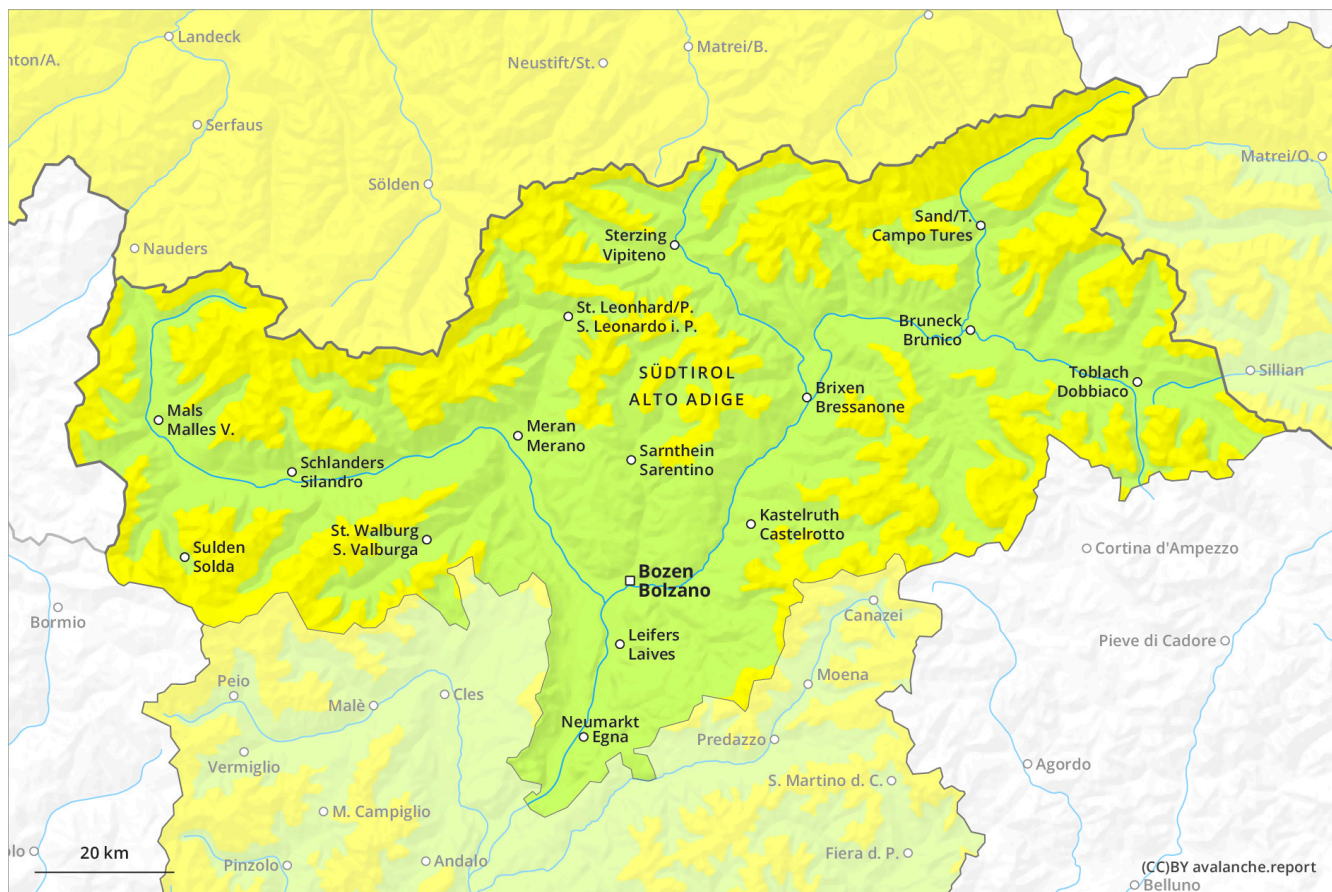 Landeck
Matrei/B.
nton/A.
Neustift/St.
Serfaus
Matrei/O.
Sölden
Sand/T.
Campo Tures
Nauders
Sterzing
Vipiteno
St. Leonhard/P.
S. Leonardo i. P.
Bruneck
Brunico
SÜDTIROL
ALTO ADIGE
Toblach
Dobbiaco
Sillian
Brixen
Bressanone
Mals
Malles V.
Meran
Merano
Sarnthein
Sarentino
Schlanders
Silandro
Kastelruth
Castelrotto
St. Walburg
S. Valburga
Sulden
Solda
Cortina d'Ampezzo
Bozen
Bolzano
Bormio
Canazei
Leifers
Laives
Pieve di Cadore
Peio
Malè
Cles
Moena
Neumarkt
Egna
Predazzo
Vermiglio
Agordo
S. Martino d. C.
M. Campiglio
olo
20 km
Pinzolo
Andalo
Fiera d. P.
(CC)BY avalanche.report
Belluno